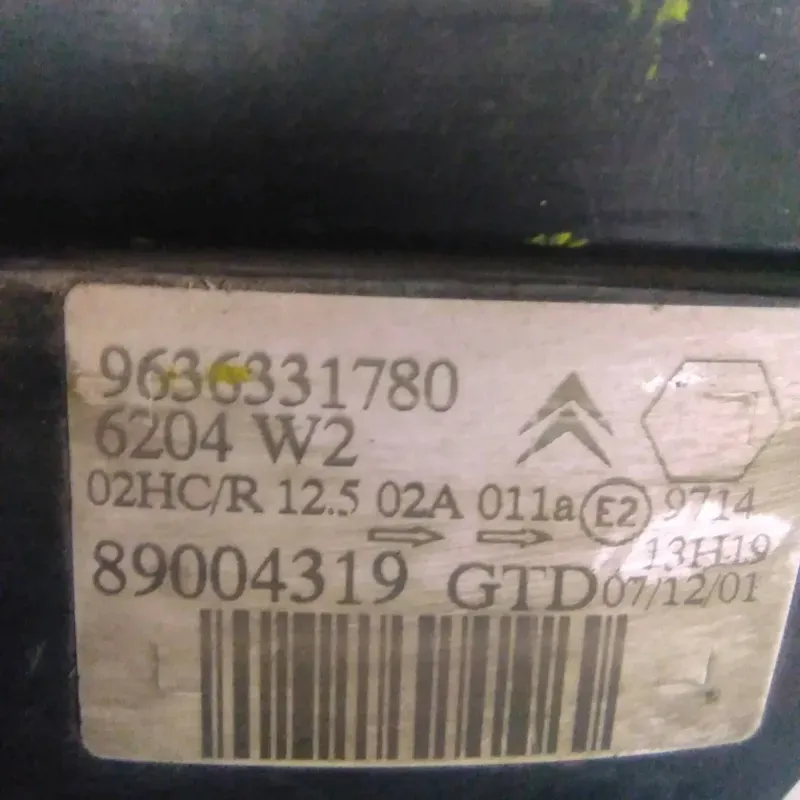 9636331780
6204 W2
02HC/R 12.5 02A 011a E2 9714
13H19
89004319 GTD 07/12/01